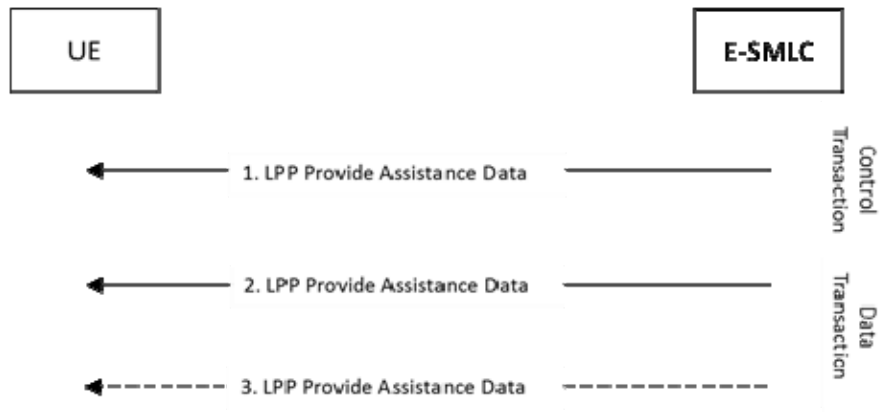 UE
E-SMLC
1. LPP Provide Assistance Data
Control
Transaction
2. LPP Provide Assistance Data
Data
Transaction
3. LPP Provide Assistance Data